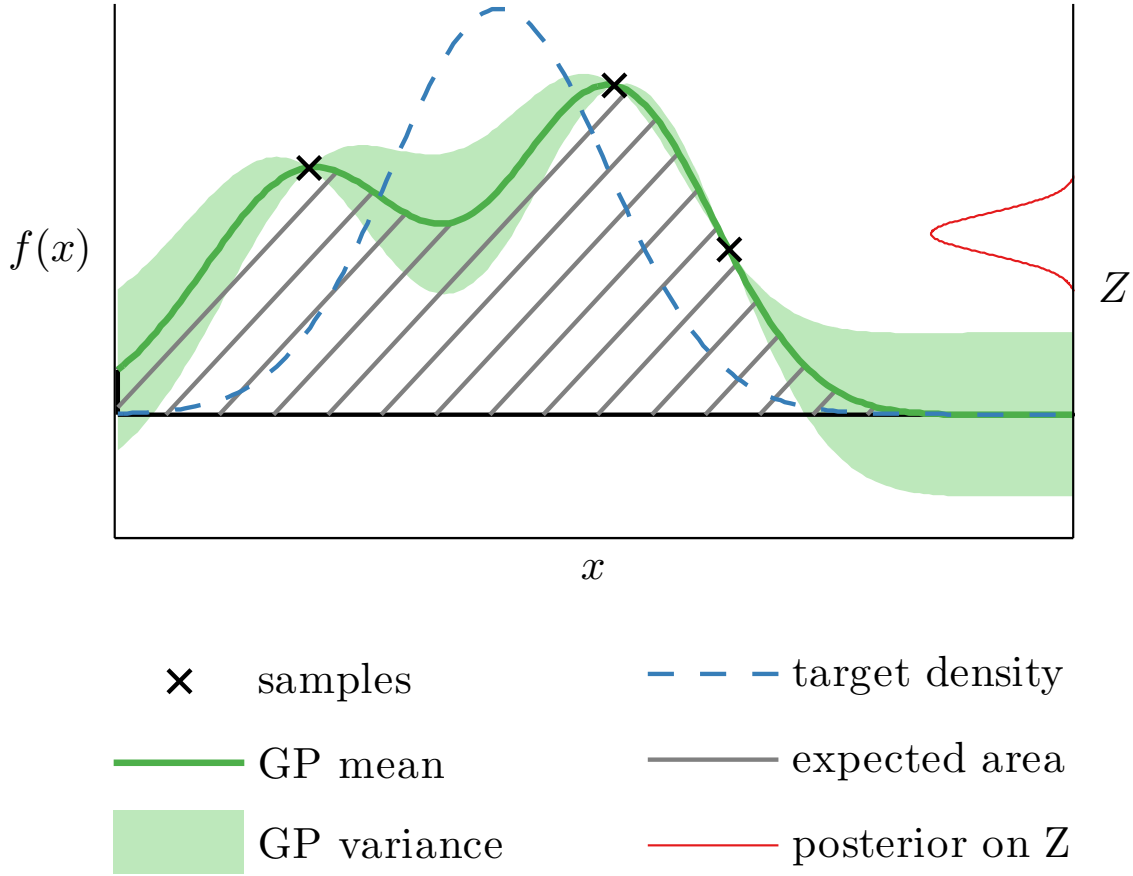 f(x)
Z
x
samples
target density
GP mean
expected area
GP variance
posterior on Z